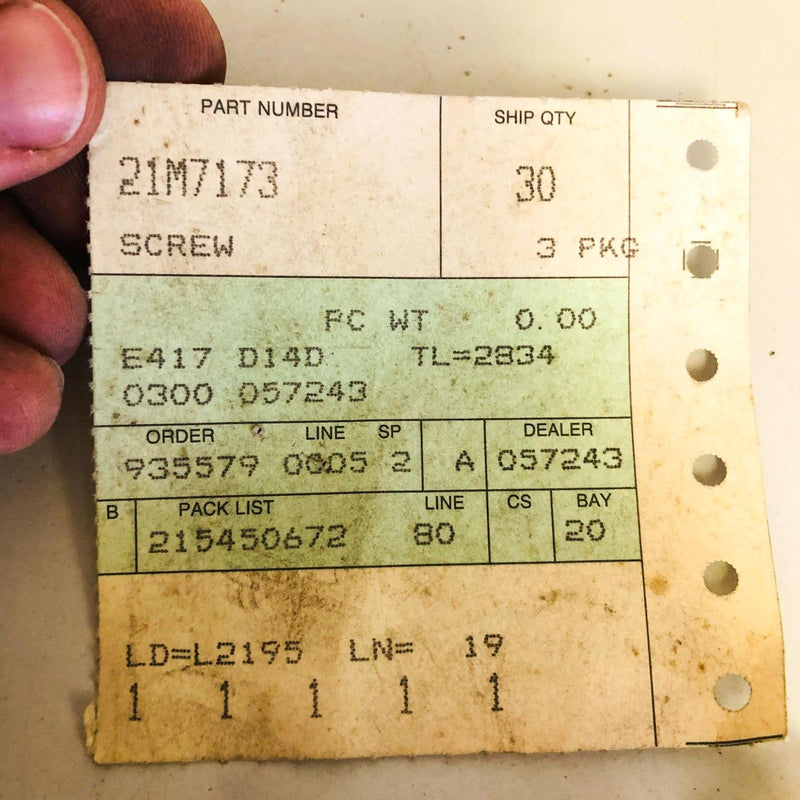 PART NUMBER SHIP QTY
21M7173 30
SCREW 3 PKG
PC WT 0.00
E417 D14D TL=2834
0300 057243
ORDER LINE SP DEALER
935579 0005 2 A 057243
B PACK LIST LINE CS BAY
215450672 80 20
LD=L2195 LN= 19
1 1 1 1 1